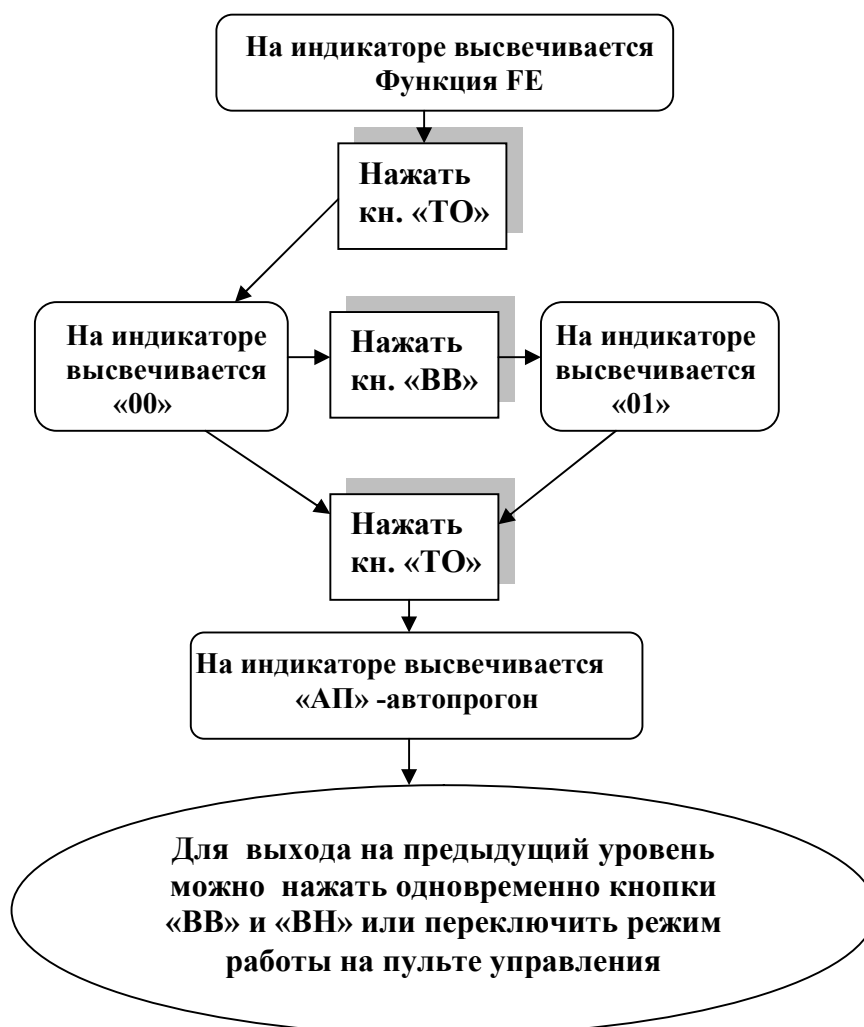 На индикаторе высвечивается
Функция FE
Нажать
кн. «ТО»
На индикаторе
высвечивается
«00»
Нажать
кн. «ВВ»
На индикаторе
высвечивается
«01»
Нажать
кн. «ТО»
На индикаторе высвечивается
«АП» -автопрогон
Для выхода на предыдущий уровень
можно нажать одновременно кнопки
«ВВ» и «ВН» или переключить режим
работы на пульте управления